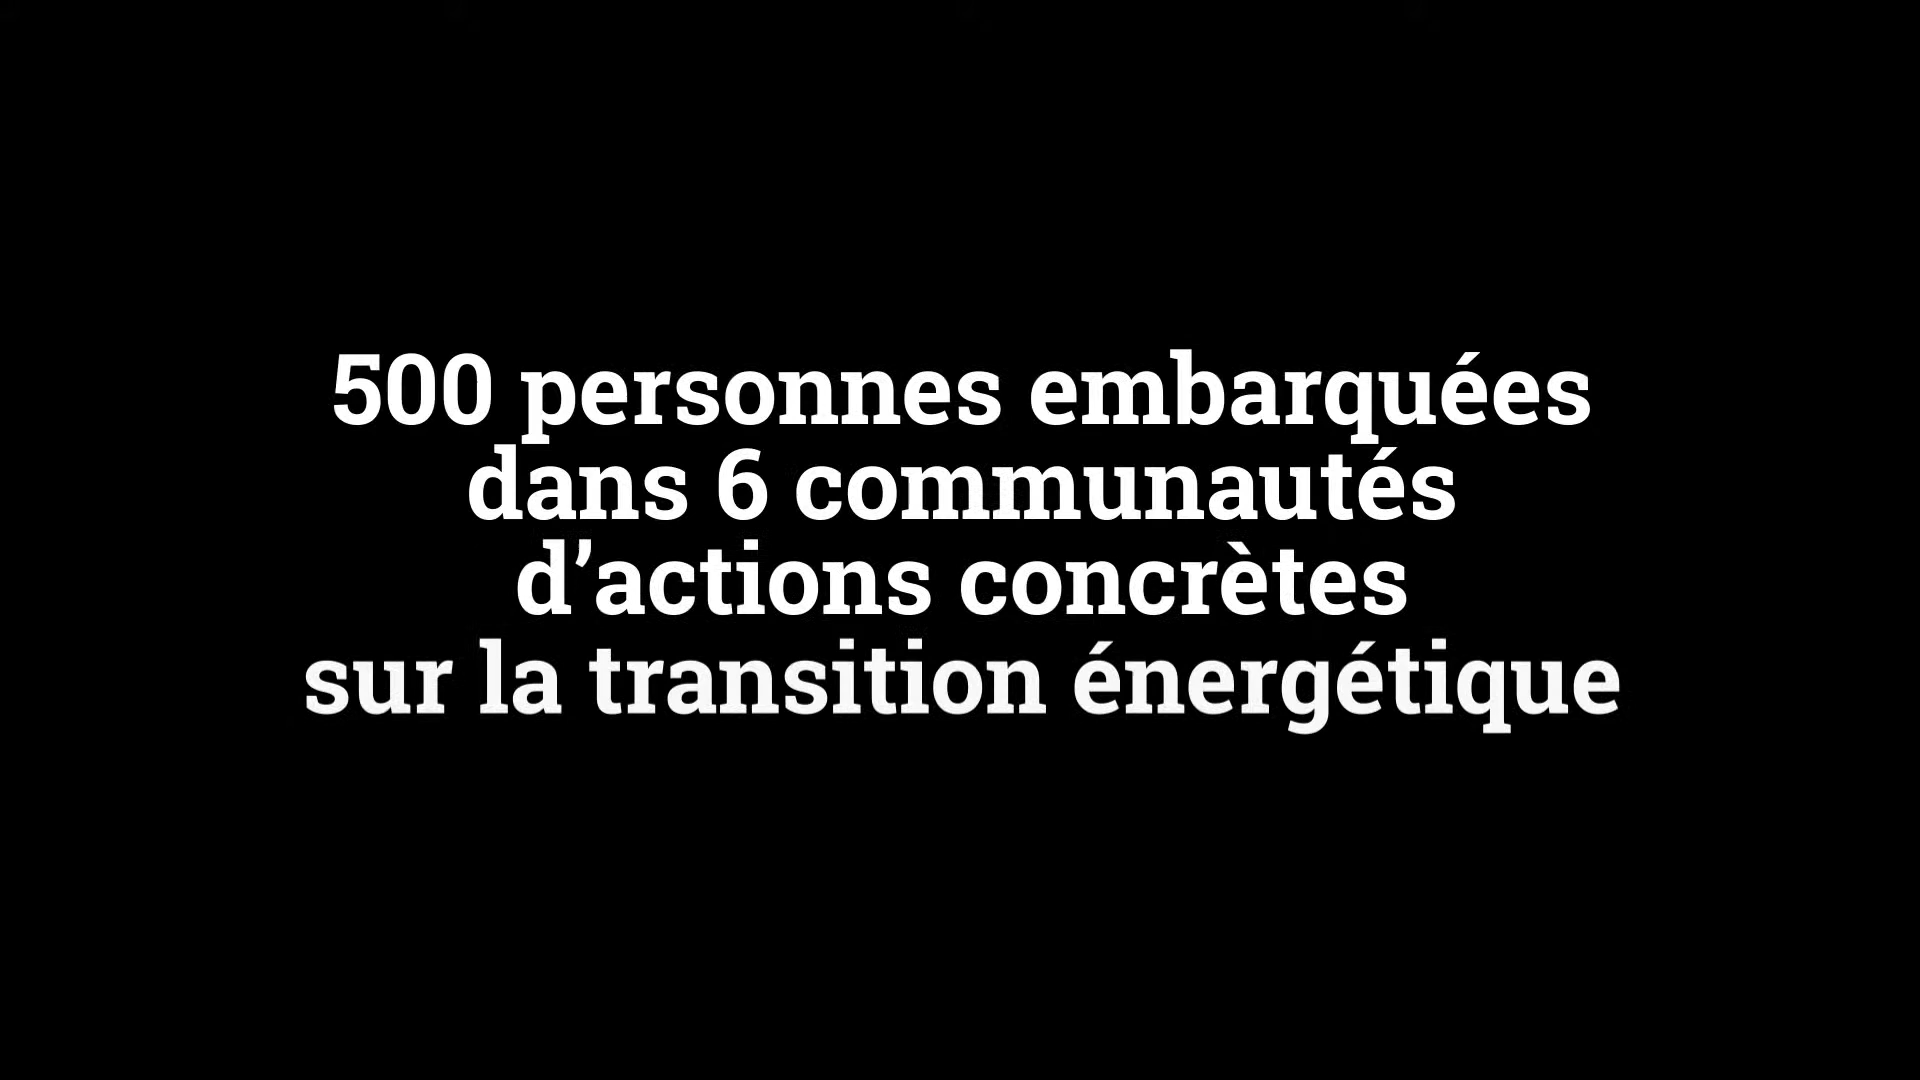 500 personnes embarquées
dans 6 communautés
d’actions concrètes
sur la transition énergétique